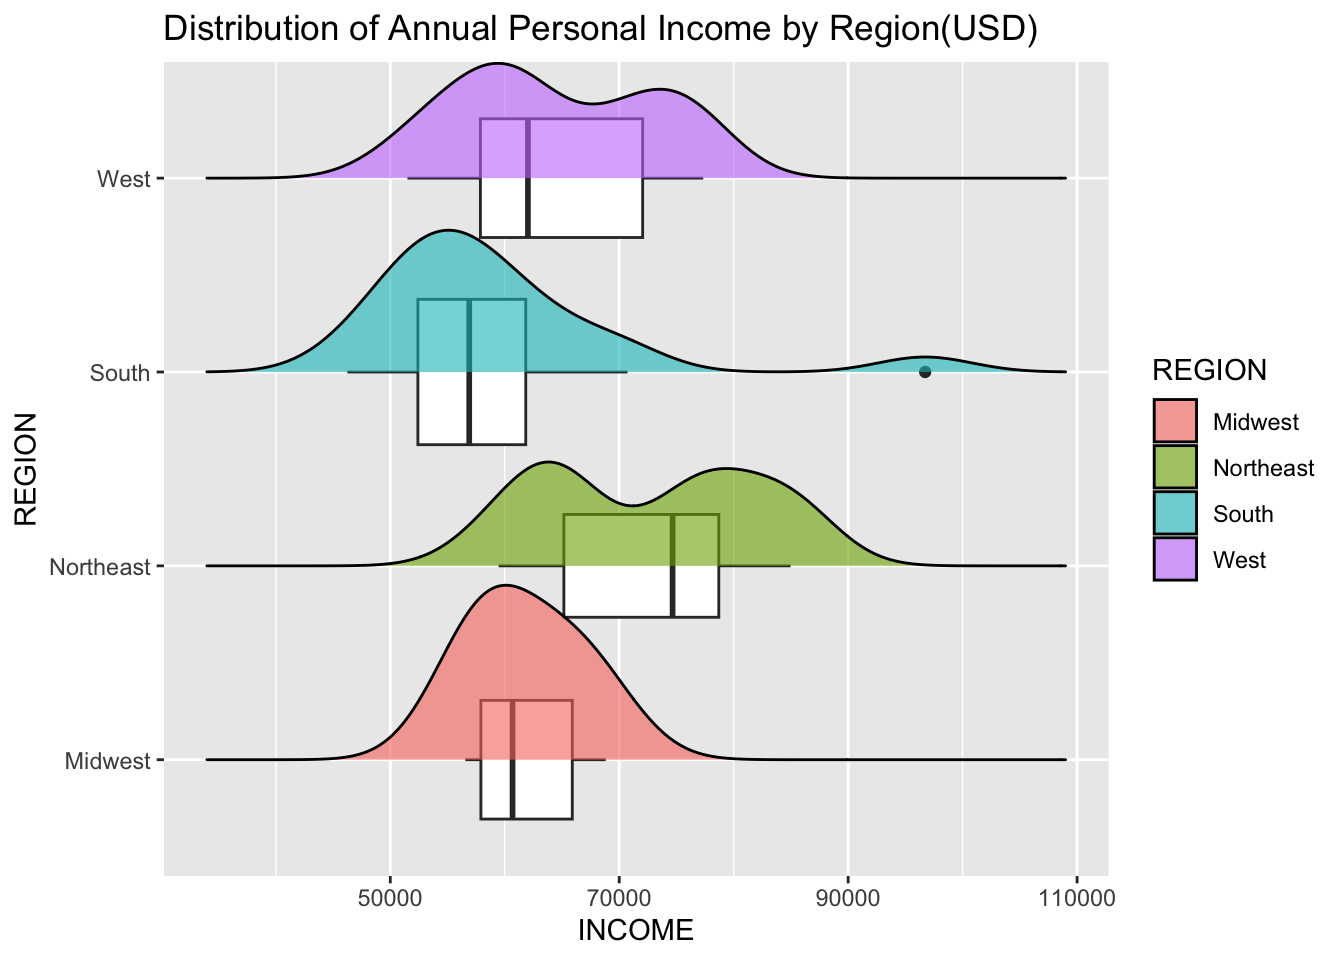 Distribution of Annual Personal Income by Region(USD)
REGION
West
South
Northeast
Midwest
50000
70000
90000
110000
INCOME
REGION
Midwest
Northeast
South
West